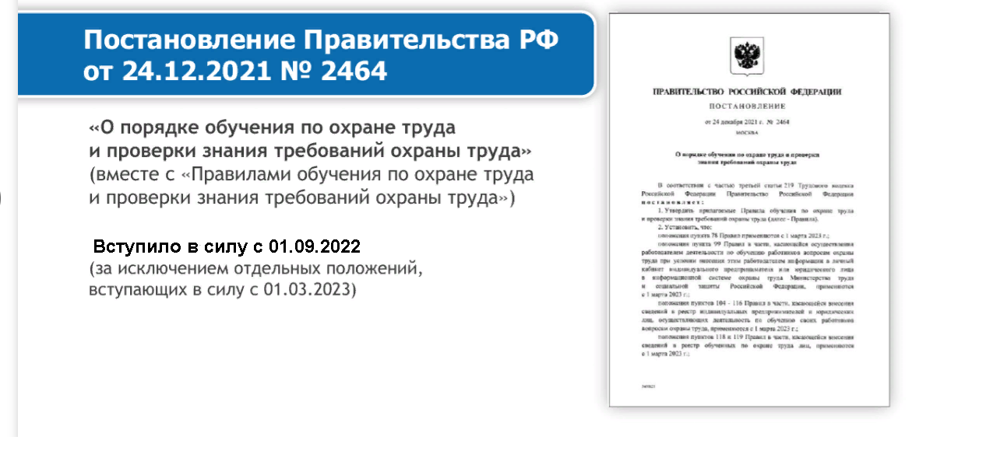 Постановление Правительства РФ
от 24.12.2021 № 2464
«О порядке обучения по охране труда
и проверки знания требований охраны труда»
(вместе с «Правилами обучения по охране труда
и проверки знания требований охраны труда»)
Вступило в силу с 01.09.2022
(за исключением отдельных положений,
вступающих в силу с 01.03.2023)
ПРАВИТЕЛЬСТВО РОССИЙСКОЙ ФЕДЕРАЦИИ
ПОСТАНОВЛЕНИЕ
от 24 декабря 2021 г. № 2464
МОСКВА
О порядке обучения по охране труда и проверки
знания требований охраны труда
В соответствии с частью третьей статьи 219 Трудового кодекса
Российской Федерации Правительство Российской Федерации
постановляет:
1. Утвердить прилагаемые Правила обучения по охране труда
и проверки знания требований охраны труда (далее - Правила).
2. Установить, что:
положения пункта 78 Правил применяются с 1 марта 2023 г.;
положения пункта 99 Правил в части, касающейся осуществления
работодателем деятельности по обучению работников вопросам охраны
труда при условии внесения этим работодателем информации в личный
кабинет индивидуального предпринимателя или юридического лица
в информационной системе охраны труда Министерства труда
и социальной защиты Российской Федерации, применяются
с 1 марта 2023 г.;
положения пунктов 104 - 116 Правил в части, касающейся внесения
сведений в реестр индивидуальных предпринимателей и юридических
лиц, осуществляющих деятельность по обучению своих работников
вопросам охраны труда, применяются с 1 марта 2023 г.;
положения пунктов 118 и 119 Правил в части, касающейся внесения
сведений в реестр обученных по охране труда лиц, применяются
с 1 марта 2023 г.;